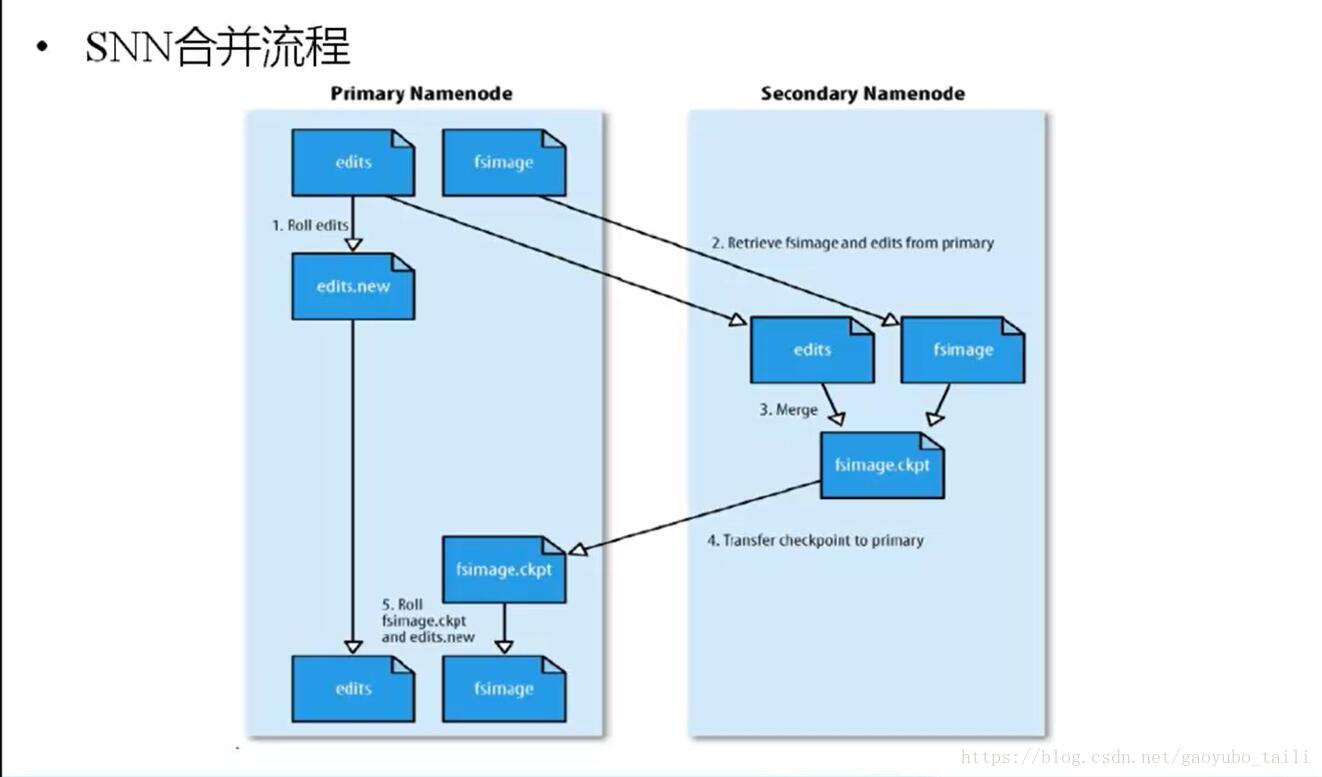 • SNN合并流程
Primary Namenode
Secondary Namenode
edits
fsimage
1. Roll edits
2. Retrieve fsimage and edits from primary
edits.new
edits
fsimage
3. Merge
fsimage.ckpt
4. Transfer checkpoint to primary
fsimage.ckpt
5. Roll
fsimage.ckpt
and edits.new
edits
fsimage
https://blog.csdn.net/gaoyubo_taili